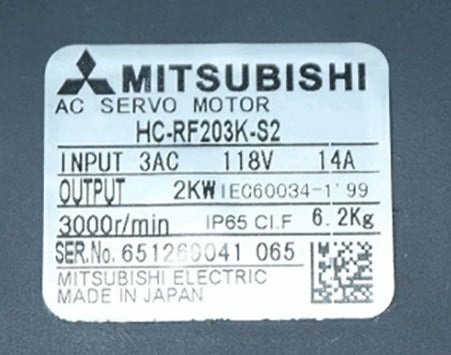 MITSUBISHI
AC SERVO MOTOR
HC-RF203K-S2
INPUT 3AC 118V 14A
OUTPUT 2KW IEC60034-1'99
3000r/min IP65 CI.F 6.2Kg
SER.No. 651269041 065
MITSUBISHI ELECTRIC
MADE IN JAPAN